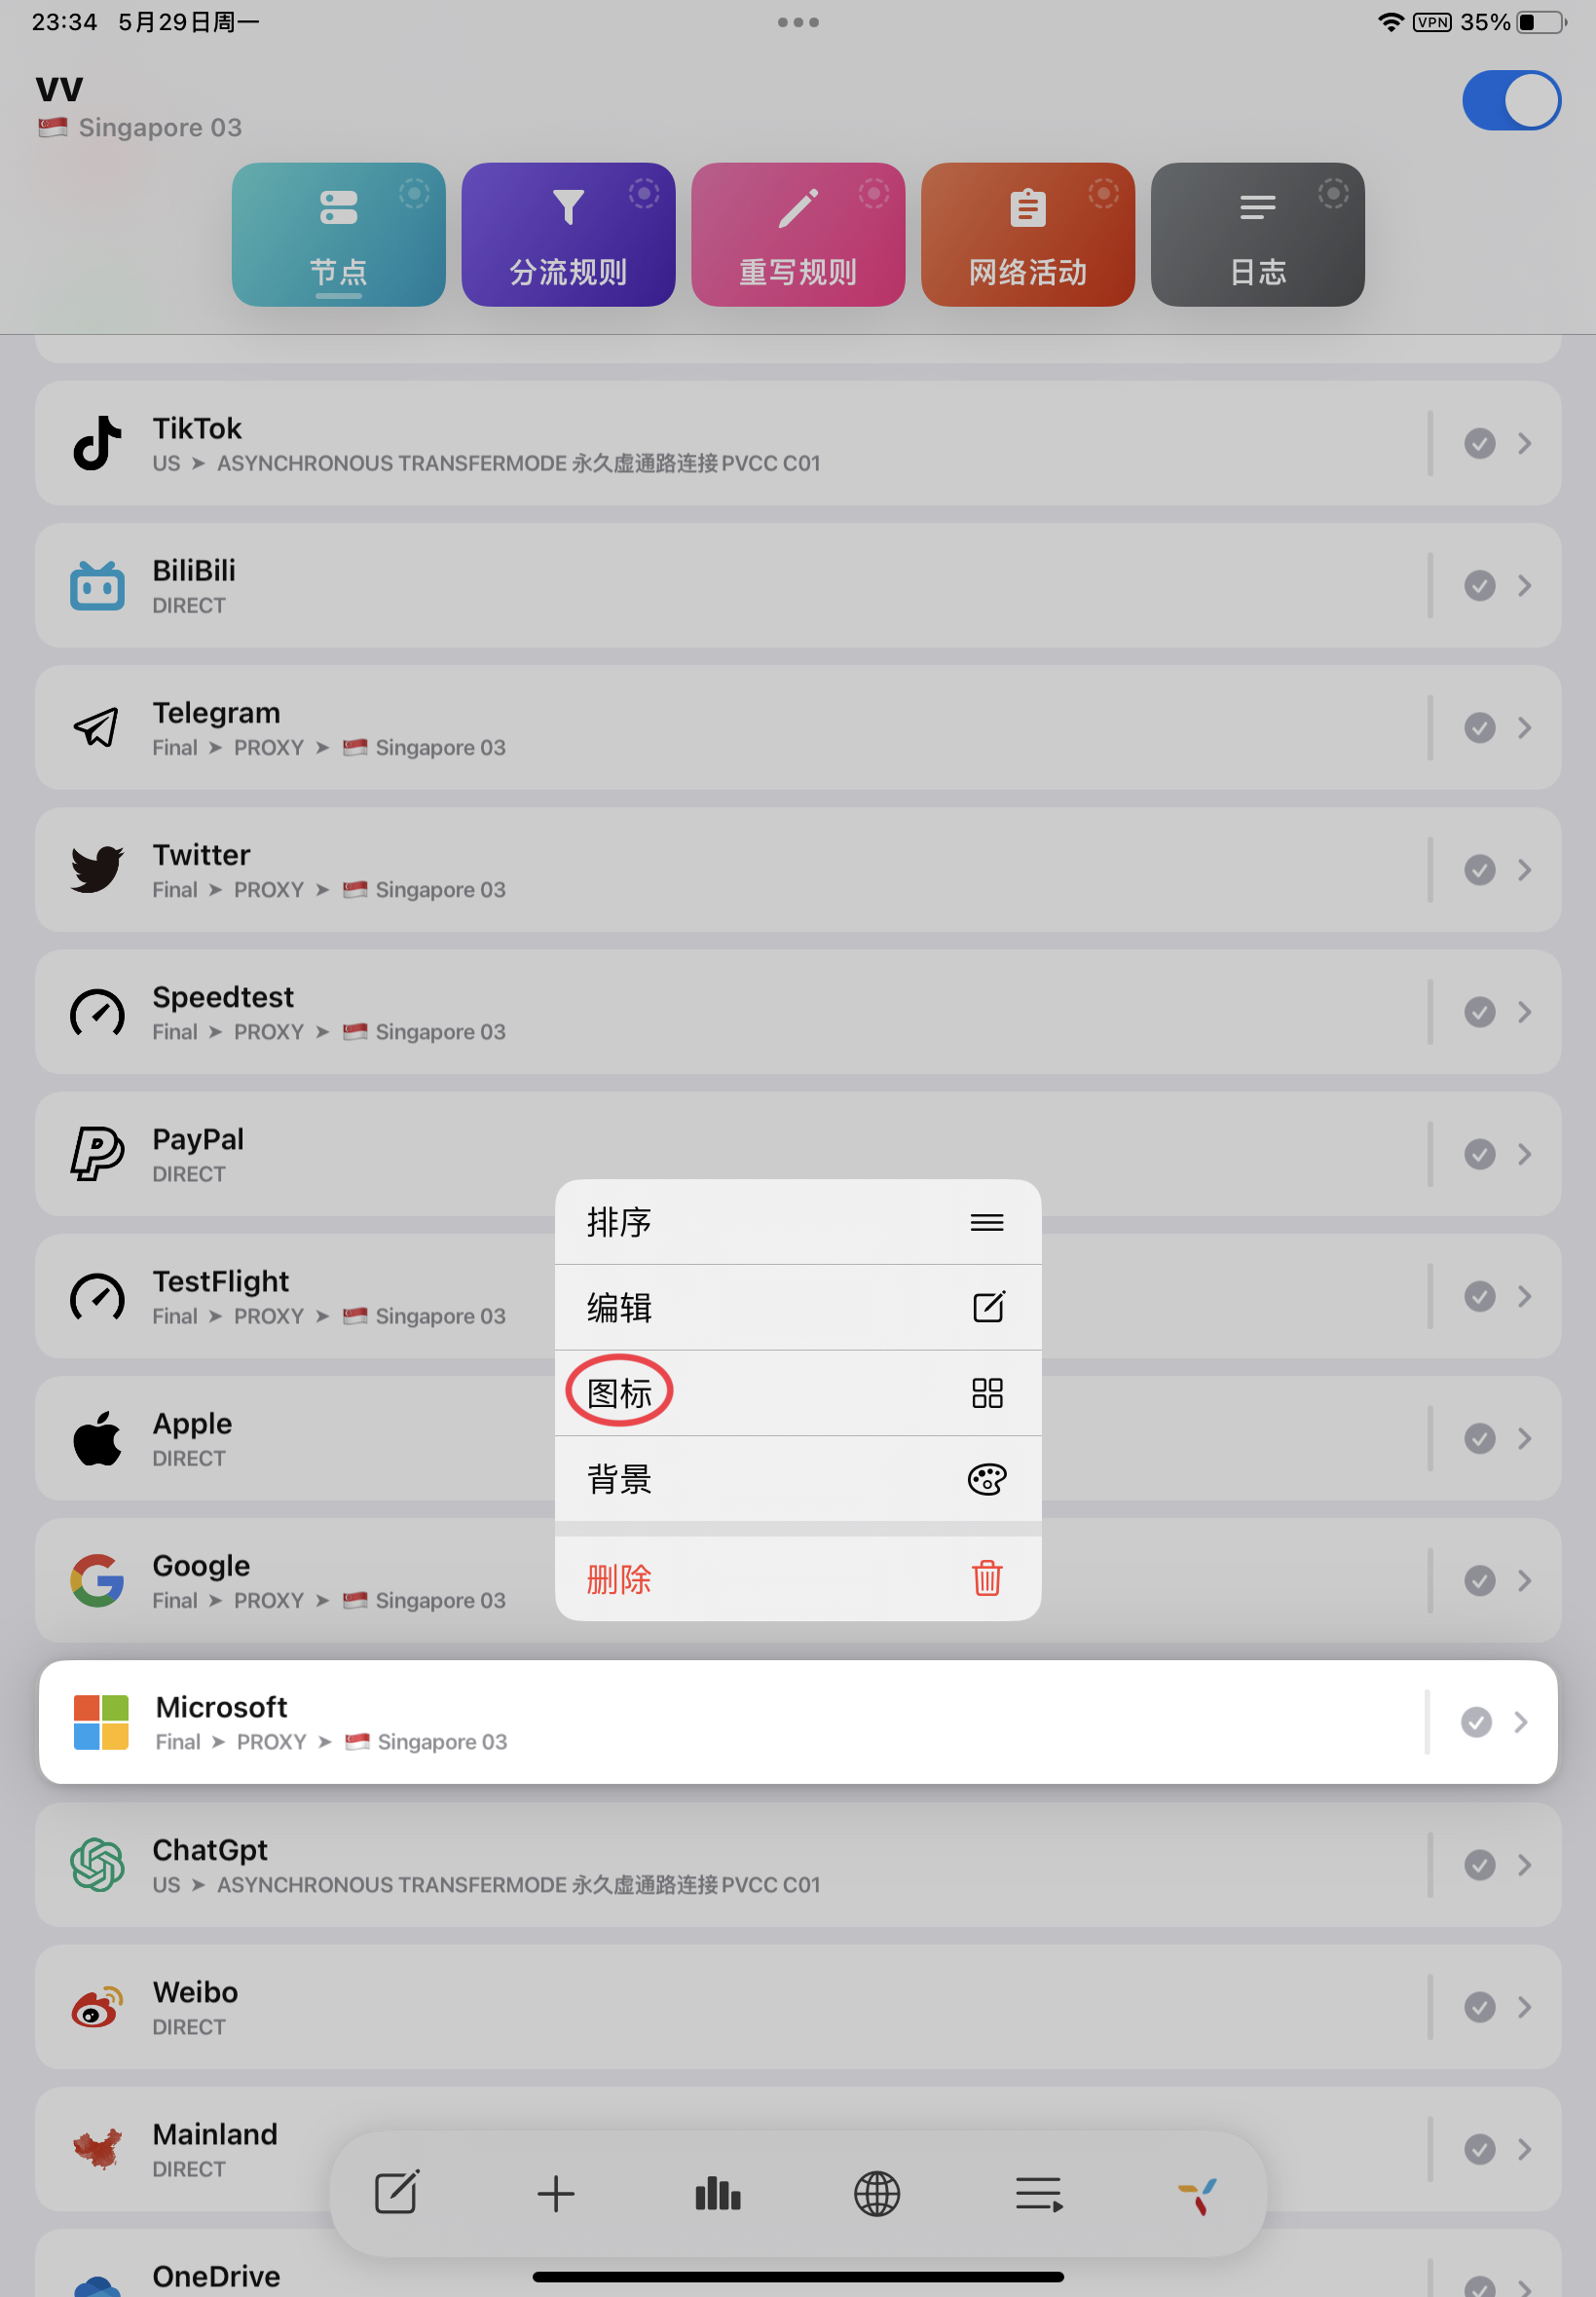 23:34 5月29日周一
VPN 35%
vv
Singapore 03
节点
分流规则
重写规则
网络活动
日志
TikTok
US ➤ ASYNCHRONOUS TRANSFERMODE 永久虚通路连接 PVCC C01
BiliBili
DIRECT
Telegram
Final ➤ PROXY ➤ Singapore 03
Twitter
Final ➤ PROXY ➤ Singapore 03
Speedtest
Final ➤ PROXY ➤ Singapore 03
PayPal
DIRECT
TestFlight
Final ➤ PROXY ➤ Singapore 03
Apple
DIRECT
Google
Final ➤ PROXY ➤ Singapore 03
排序
编辑
图标
背景
删除
Microsoft
Final ➤ PROXY ➤ Singapore 03
ChatGpt
US ➤ ASYNCHRONOUS TRANSFERMODE 永久虚通路连接 PVCC C01
Weibo
DIRECT
Mainland
DIRECT
OneDrive